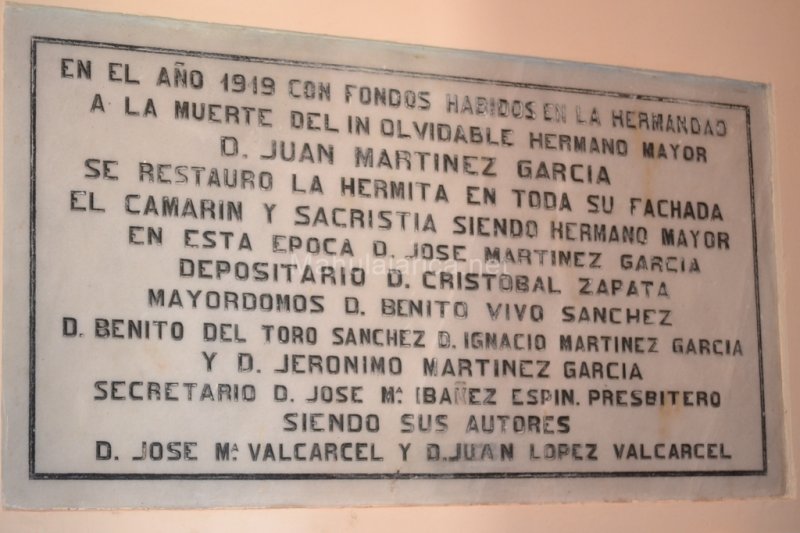 EN EL AÑO 1919 CON FONDOS HABIDOS EN LA HERMANDAD
A LA MUERTE DEL IN OLVIDABLE HERMANO MAYOR
D. JUAN MARTINEZ GARCIA
SE RESTAURO LA HERMITA EN TODA SU FACHADA
EL CAMARIN Y SACRISTIA SIENDO HERMANO MAYOR
EN ESTA EPOCA D. JOSE MARTINEZ GARCIA
DEPOSITARIO D. CRISTOBAL ZAPATA
MAYORDOMOS D. BENITO VIVO SANCHEZ
D. BENITO DEL TORO SANCHEZ D. IGNACIO MARTINEZ GARCIA
Y D. JERONIMO MARTINEZ GARCIA
SECRETARIO D. JOSE Mª IBAÑEZ ESPIN. PRESBITERO
SIENDO SUS AUTORES
D. JOSE Mª VALCARCEL Y D. JUAN LOPEZ VALCARCEL